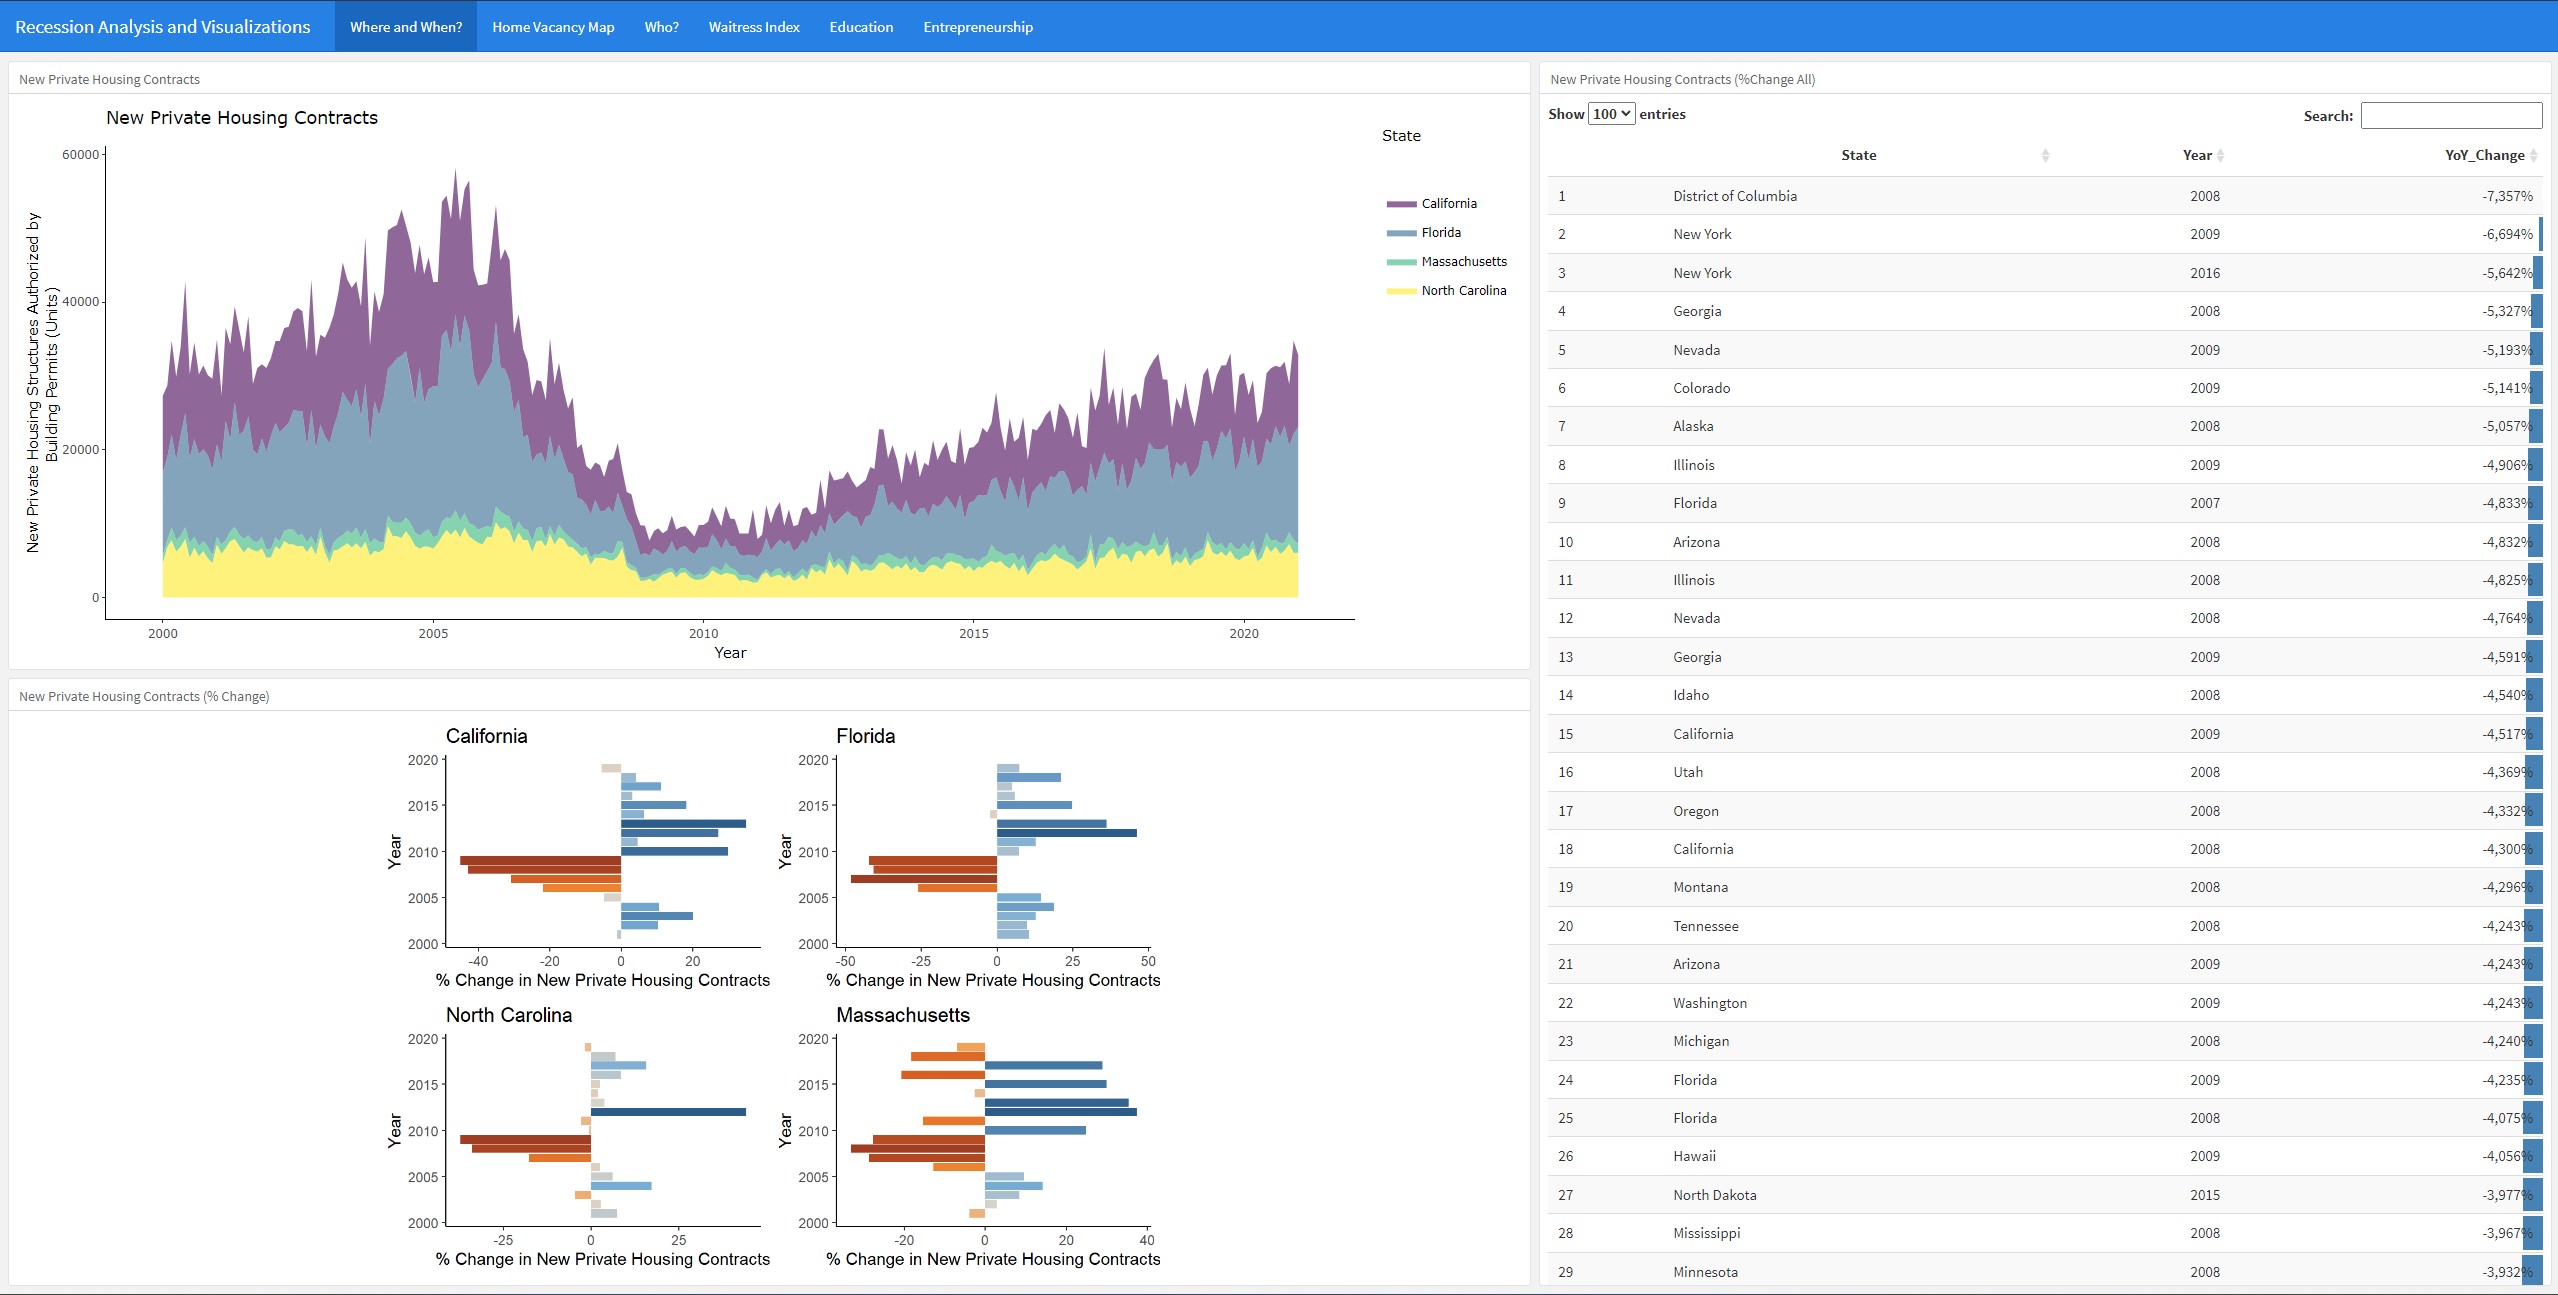 Recession Analysis and Visualizations Where and When? Home Vacancy Map Who? Waitress Index Education Entrepreneurship
New Private Housing Contracts
New Private Housing Contracts
New Private Housing Structures Authorized by
Building Permits (Units)
60000
40000
20000
0
2000 2005 2010 2015 2020
Year
State
California
Florida
Massachusetts
North Carolina
New Private Housing Contracts (% Change)
California
Year
2020
2015
2010
2005
2000
-40 -20 0 20
% Change in New Private Housing Contracts
Florida
Year
2020
2015
2010
2005
2000
-50 -25 0 25 50
% Change in New Private Housing Contracts
North Carolina
Year
2020
2015
2010
2005
2000
-25 0 25
% Change in New Private Housing Contracts
Massachusetts
Year
2020
2015
2010
2005
2000
-20 0 20 40
% Change in New Private Housing Contracts
New Private Housing Contracts (%Change All)
Show 100 entries Search:
State Year YoY_Change
1 District of Columbia 2008 -7,357%
2 New York 2009 -6,694%
3 New York 2016 -5,642%
4 Georgia 2008 -5,327%
5 Nevada 2009 -5,193%
6 Colorado 2009 -5,141%
7 Alaska 2008 -5,057%
8 Illinois 2009 -4,906%
9 Florida 2007 -4,833%
10 Arizona 2008 -4,832%
11 Illinois 2008 -4,825%
12 Nevada 2008 -4,764%
13 Georgia 2009 -4,591%
14 Idaho 2008 -4,540%
15 California 2009 -4,517%
16 Utah 2008 -4,369%
17 Oregon 2008 -4,332%
18 California 2008 -4,300%
19 Montana 2008 -4,296%
20 Tennessee 2008 -4,243%
21 Arizona 2009 -4,243%
22 Washington 2009 -4,243%
23 Michigan 2008 -4,240%
24 Florida 2009 -4,235%
25 Florida 2008 -4,075%
26 Hawaii 2009 -4,056%
27 North Dakota 2015 -3,977%
28 Mississippi 2008 -3,967%
29 Minnesota 2008 -3,932%